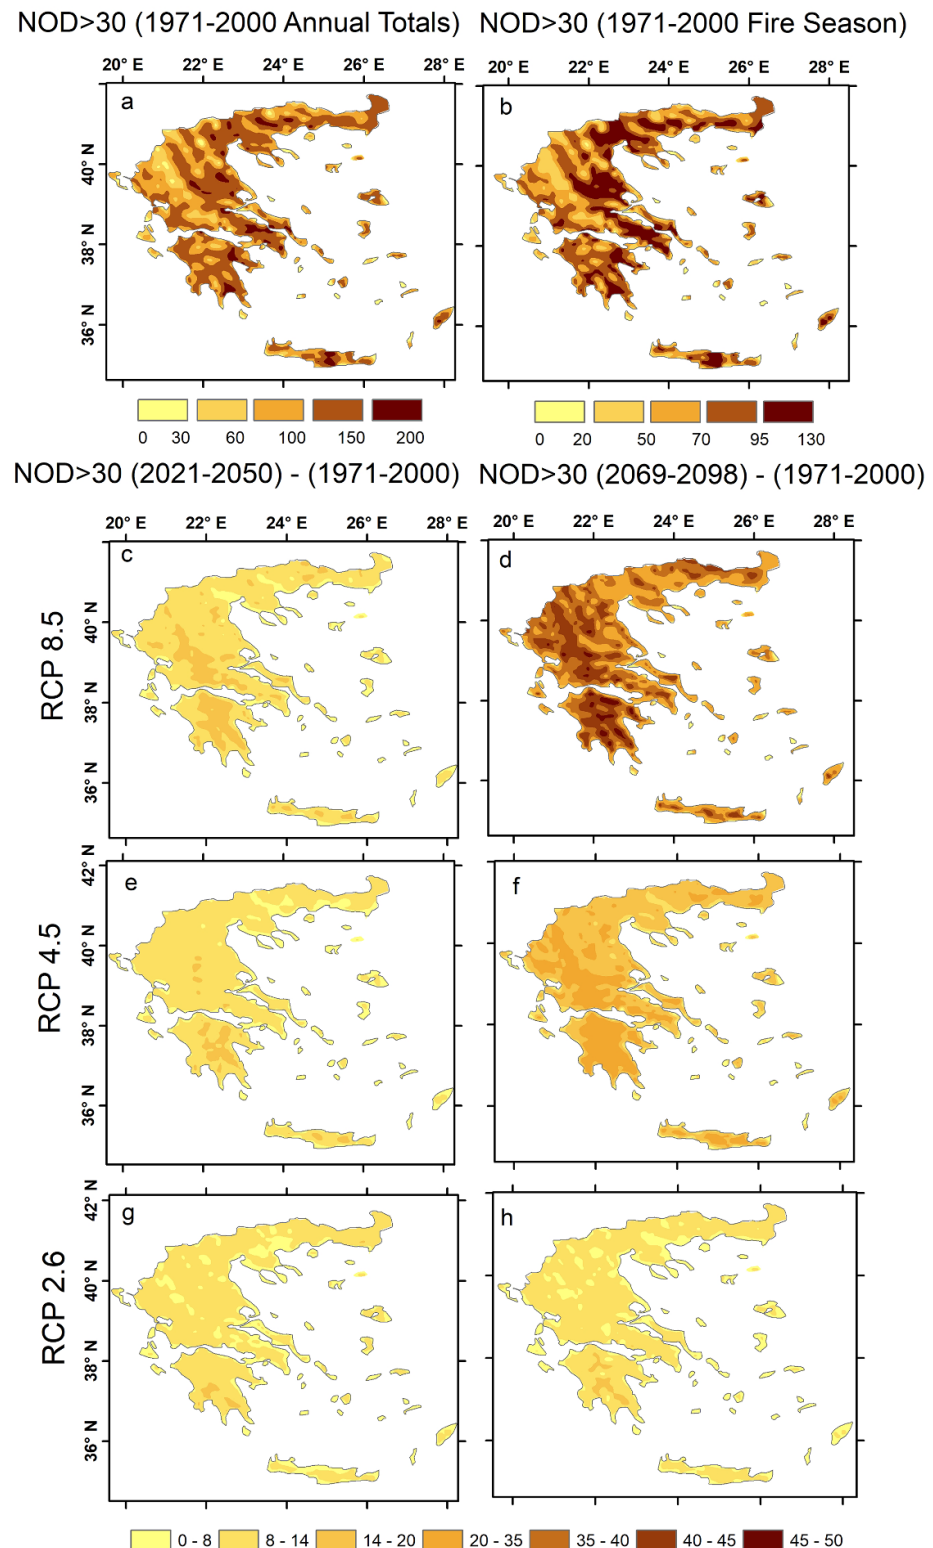 NOD>30 (1971-2000 Annual Totals) NOD>30 (1971-2000 Fire Season)
20° E 22° E 24° E 26° E 28° E 20° E 22° E 24° E 26° E 28° E
a b
40° N
38° N
36° N
0 30 60 100 150 200 0 20 50 70 95 130
NOD>30 (2021-2050) - (1971-2000) NOD>30 (2069-2098) - (1971-2000)
20° E 22° E 24° E 26° E 28° E 20° E 22° E 24° E 26° E 28° E
c d
RCP 8.5
40° N
38° N
36° N
42° N
e f
RCP 4.5
40° N
38° N
36° N
42° N
g h
RCP 2.6
40° N
38° N
36° N
0 - 8 8 - 14 14 - 20 20 - 35 35 - 40 40 - 45 45 - 50